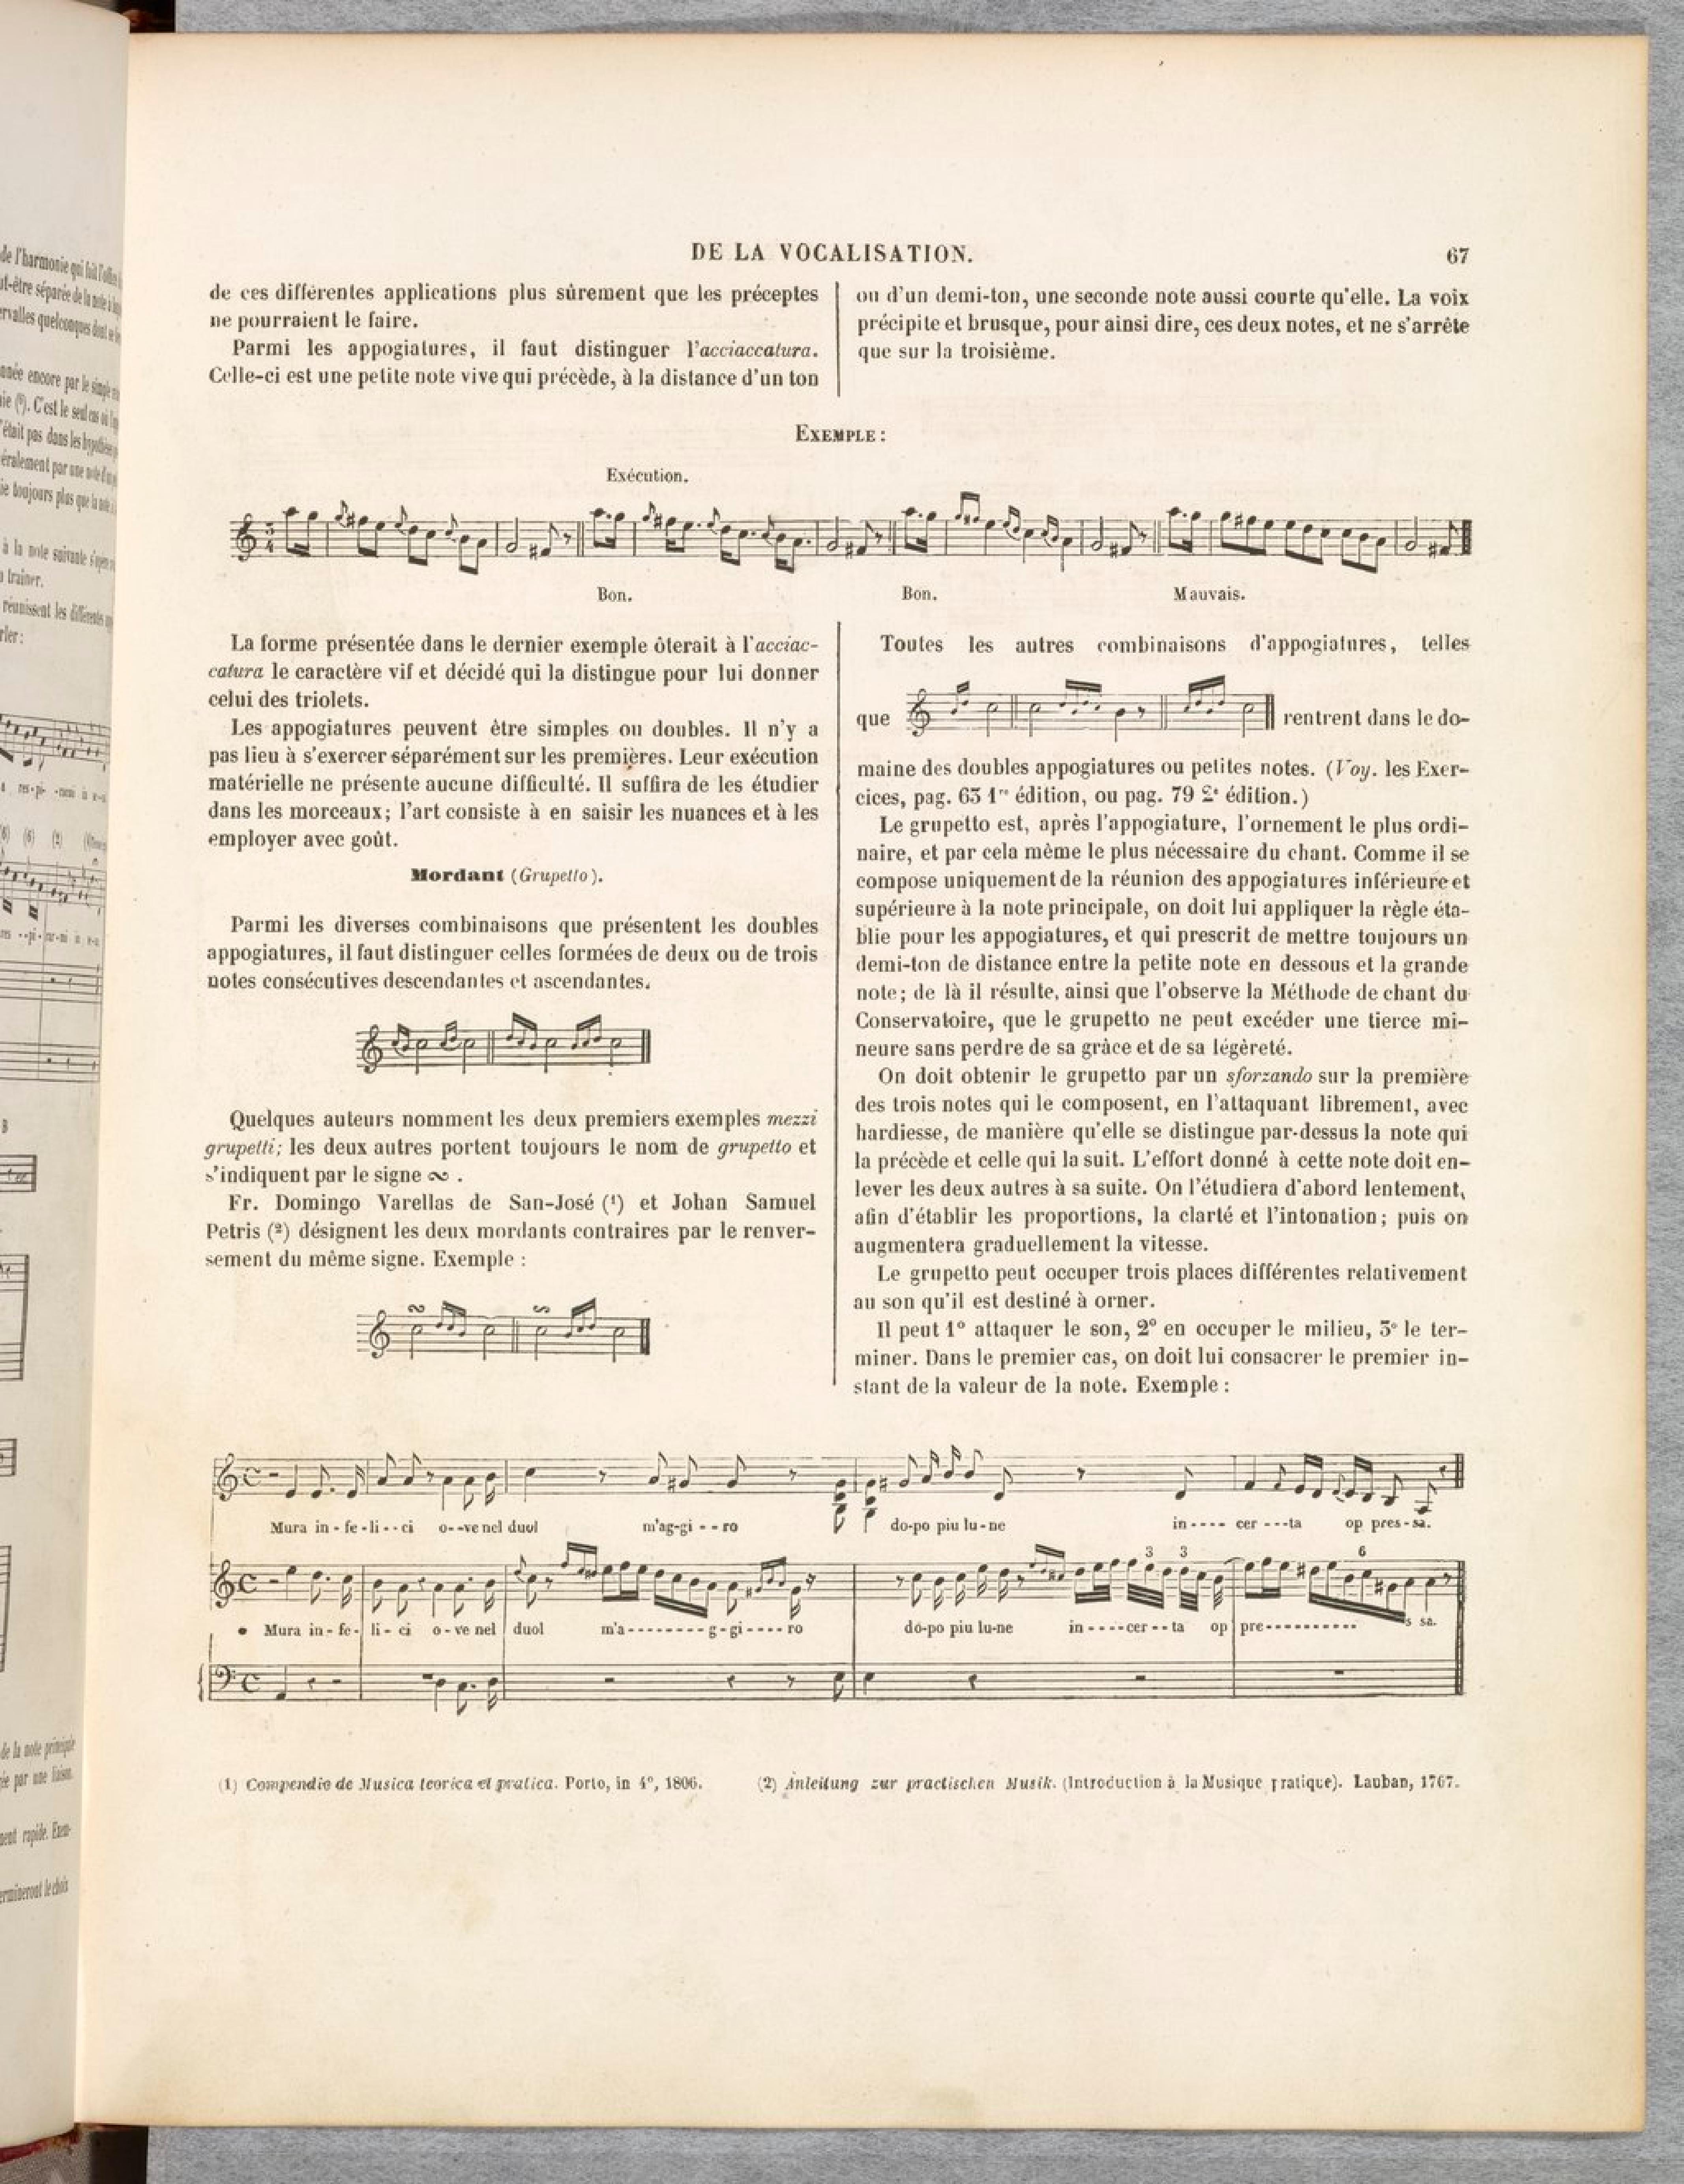 DE LA VOCALISATION.
67
de ces différentes applications plus sûrement que les préceptes
ne pourraient le faire.
Parmi les appogiatures, il faut distinguer l'acciaccatura.
Celle-ci est une petite note vive qui précède, à la distance d'un ton
ou d'un demi-ton, une seconde note aussi courte qu'elle. La voix
précipite et brusque, pour ainsi dire, ces deux notes, et ne s'arrête
que sur la troisième.
EXEMPLE :
Exécution.
Bon.
Bon.
Mauvais.
La forme présentée dans le dernier exemple ôterait à l'acciac-
catura le caractère vif et décidé qui la distingue pour lui donner
celui des triolets.
Les appogiatures peuvent être simples ou doubles. Il n'y a
pas lieu à s'exercer séparément sur les premières. Leur exécution
matérielle ne présente aucune difficulté. Il suffira de les étudier
dans les morceaux; l'art consiste à en saisir les nuances et à les
employer avec goût.
Mordant (Grupetto).
Parmi les diverses combinaisons que présentent les doubles
appogiatures, il faut distinguer celles formées de deux ou de trois
notes consécutives descendantes et ascendantes.
Quelques auteurs nomment les deux premiers exemples mezzi
grupetti; les deux autres portent toujours le nom de grupetto et
s'indiquent par le signe ∾ .
Fr. Domingo Varellas de San-José (1) et Johan Samuel
Petris (2) désignent les deux mordants contraires par le renver-
sement du même signe. Exemple :
Toutes les autres combinaisons d'appogiatures, telles
que rentrent dans le do-
maine des doubles appogiatures ou petites notes. (Voy. les Exer-
cices, pag. 63 1re édition, ou pag. 79 2e édition.)
Le grupetto est, après l'appogiature, l'ornement le plus ordi-
naire, et par cela même le plus nécessaire du chant. Comme il se
compose uniquement de la réunion des appogiatures inférieure et
supérieure à la note principale, on doit lui appliquer la règle éta-
blie pour les appogiatures, et qui prescrit de mettre toujours un
demi-ton de distance entre la petite note en dessous et la grande
note; de là il résulte, ainsi que l'observe la Méthode de chant du
Conservatoire, que le grupetto ne peut excéder une tierce mi-
neure sans perdre de sa grâce et de sa légèreté.
On doit obtenir le grupetto par un sforzando sur la première
des trois notes qui le composent, en l'attaquant librement, avec
hardiesse, de manière qu'elle se distingue par-dessus la note qui
la précède et celle qui la suit. L'effort donné à cette note doit en-
lever les deux autres à sa suite. On l'étudiera d'abord lentement,
afin d'établir les proportions, la clarté et l'intonation; puis on
augmentera graduellement la vitesse.
Le grupetto peut occuper trois places différentes relativement
au son qu'il est destiné à orner.
Il peut 1° attaquer le son, 2° en occuper le milieu, 3° le ter-
miner. Dans le premier cas, on doit lui consacrer le premier in-
stant de la valeur de la note. Exemple :
Mura in - fe - li - - ci o - -ve nel duol m'ag-gi - - ro do-po piu lu-ne in - - - - cer - - -ta op pres-sa.
3 3 6
Mura in - fe- li - ci o - ve nel duol m'a - - - - - - - - g-gi - - - - ro do-po piu lu-ne in - - - -cer - - ta op pre - - - - - - - - - - s sa.
(1) Compendio de Musica teorica et pratica. Porto, in 4°, 1806.
(2) Anleitung zur practischen Musik. (Introduction à la Musique pratique). Lauban, 1767.